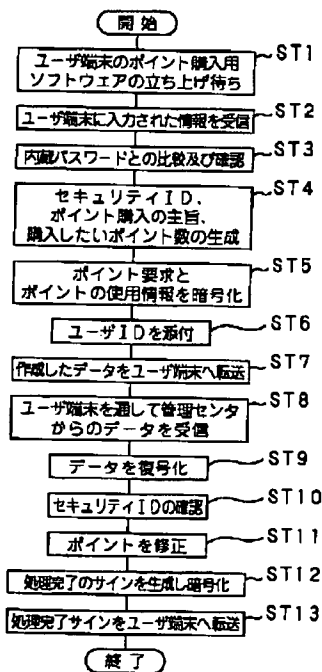 開 始
ユーザ端末のポイント購入用
ソフトウェアの立ち上げ待ち
ST1
ユーザ端末に入力された情報を受信
ST2
内蔵パスワードとの比較及び確認
ST3
セキュリティID、
ポイント購入の主旨、
購入したいポイント数の生成
ST4
ポイント要求と
ポイントの使用情報を暗号化
ST5
ユーザIDを添付
ST6
作成したデータをユーザ端末へ転送
ST7
ユーザ端末を通して管理センタ
からのデータを受信
ST8
データを復号化
ST9
セキュリティIDの確認
ST10
ポイントを修正
ST11
処理完了のサインを生成し暗号化
ST12
処理完了サインをユーザ端末へ転送
ST13
終 了